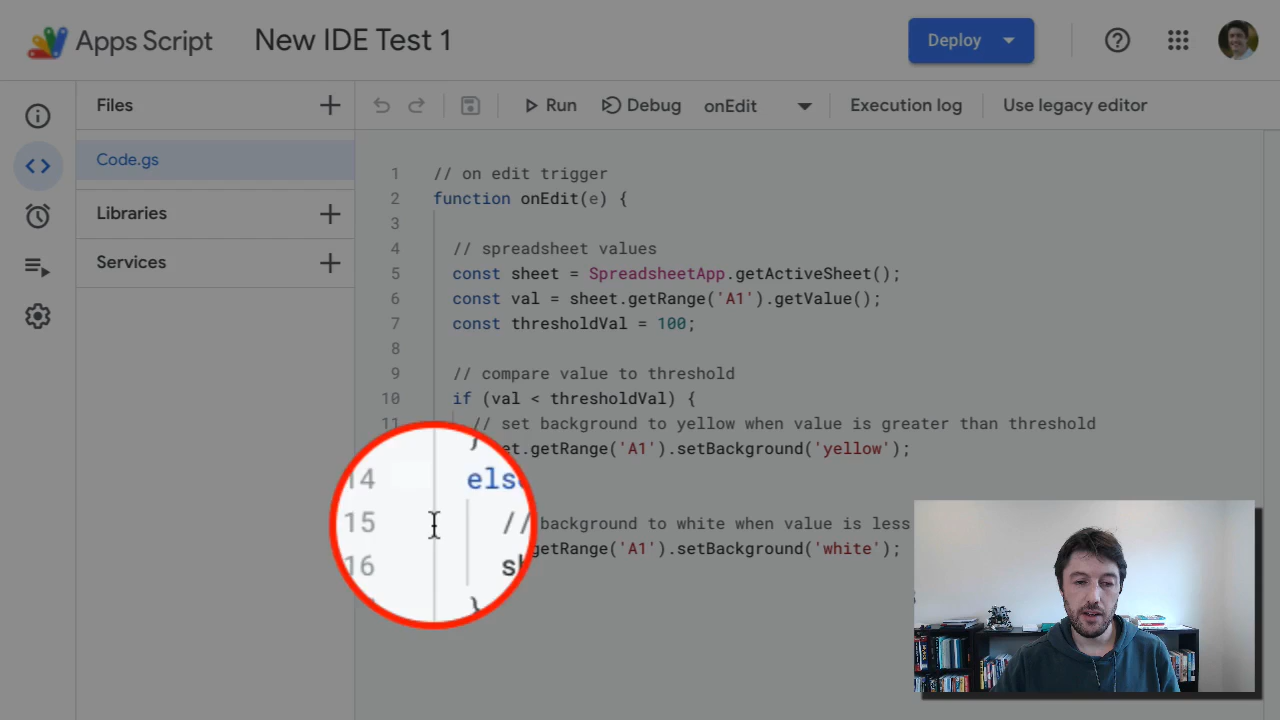 Apps Script New IDE Test 1 Deploy
Files Run Debug onEdit Execution log Use legacy editor
Code.gs
Libraries
Services
1 // on edit trigger
2 function onEdit(e) {
3
4 // spreadsheet values
5 const sheet = SpreadsheetApp.getActiveSheet();
6 const val = sheet.getRange('A1').getValue();
7 const thresholdVal = 100;
8
9 // compare value to threshold
10 if (val < thresholdVal) {
11 // set background to yellow when value is greater than threshold
et.getRange('A1').setBackground('yellow');
}
14 els
15 // background to white when value is less
16 sh getRange('A1').setBackground('white');
}